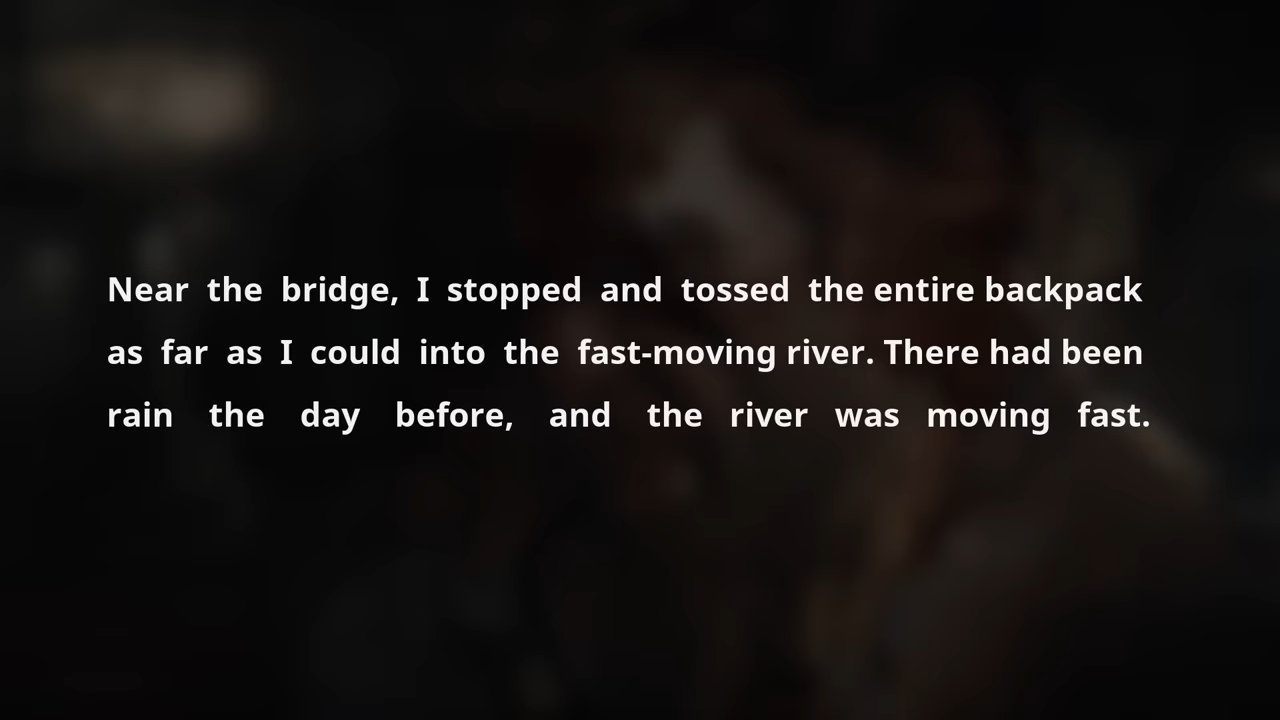 Near the bridge, I stopped and tossed the entire backpack
as far as I could into the fast-moving river. There had been
rain the day before, and the river was moving fast.